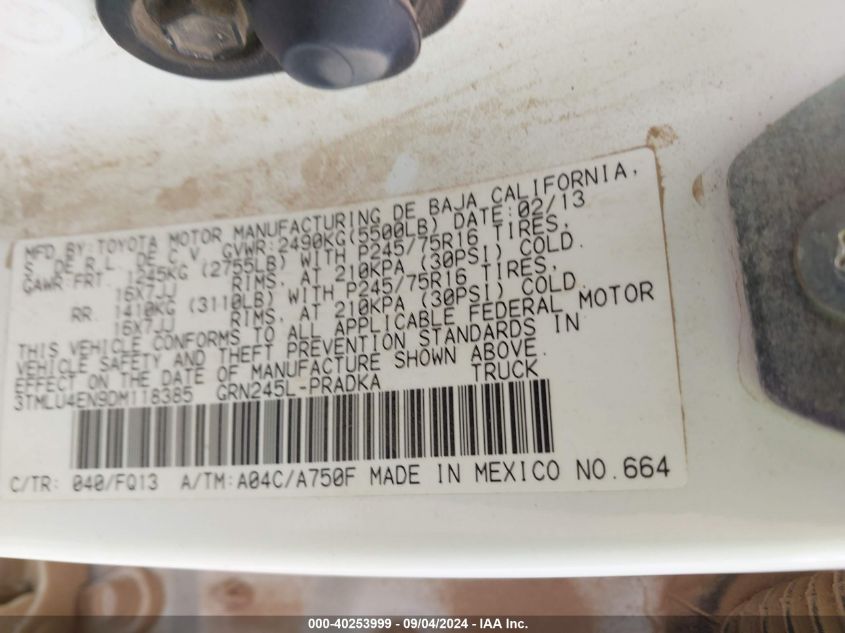 MFD.BY:TOYOTA MOTOR MANUFACTURING DE BAJA CALIFORNIA,
S. DE R.L. DE C.V. GVWR:2490KG(5500LB) DATE:02/13
GAWR:FRT. 1245KG (2755LB) WITH P245/75R16 TIRES,
16X7JJ RIMS, AT 210KPA (30PSI) COLD.
RR. 1410KG (3110LB) WITH P245/75R16 TIRES,
16X7JJ RIMS, AT 210KPA (30PSI) COLD.
THIS VEHICLE CONFORMS TO ALL APPLICABLE FEDERAL MOTOR
VEHICLE SAFETY AND THEFT PREVENTION STANDARDS IN
EFFECT ON THE DATE OF MANUFACTURE SHOWN ABOVE.
3TMLU4EN9DM118385 GRN245L-PRADKA TRUCK
C/TR: 040/FQ13 A/TM:A04C/A750F MADE IN MEXICO NO.664
000-40253999 - 09/04/2024 - IAA Inc.